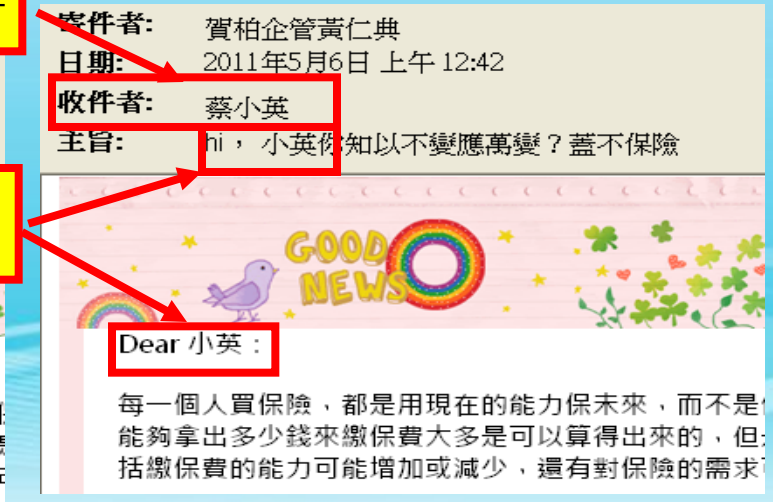 寄件者: 賀柏企管黃仁典
日期: 2011年5月6日 上午 12:42
收件者: 蔡小英
主旨: hi， 小英你知以不變應萬變？蓋不保險
GOOD
NEWS
Dear 小英：
每一個人買保險，都是用現在的能力保未來，而不是
能夠拿出多少錢來繳保費大多是可以算得出來的，但
括繳保費的能力可能增加或減少，還有對保險的需求